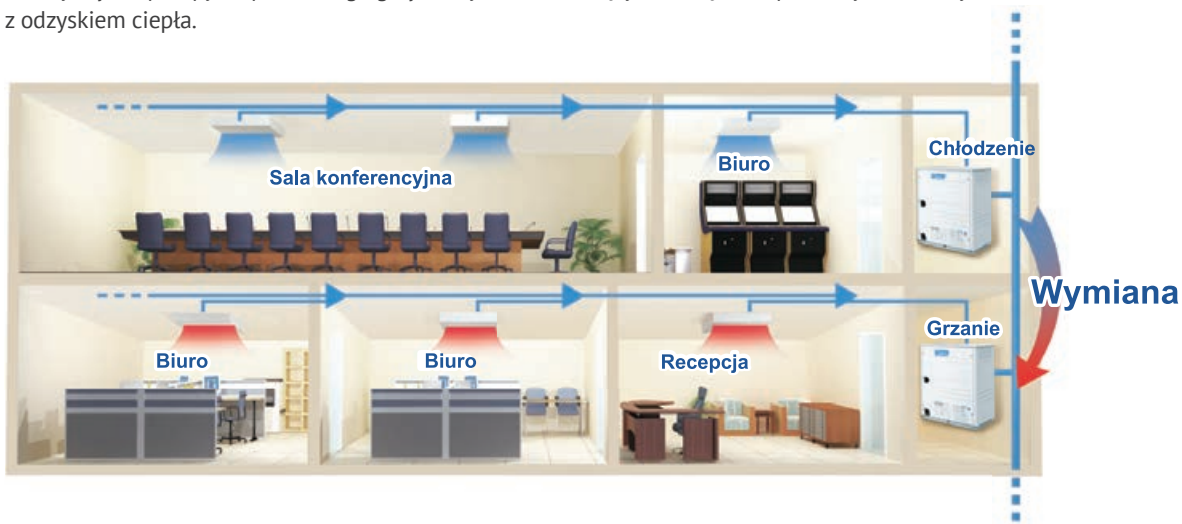 z odzyskiem ciepła.
Sala konferencyjna
Biuro
Chłodzenie
Wymiana
Biuro
Biuro
Recepcja
Grzanie